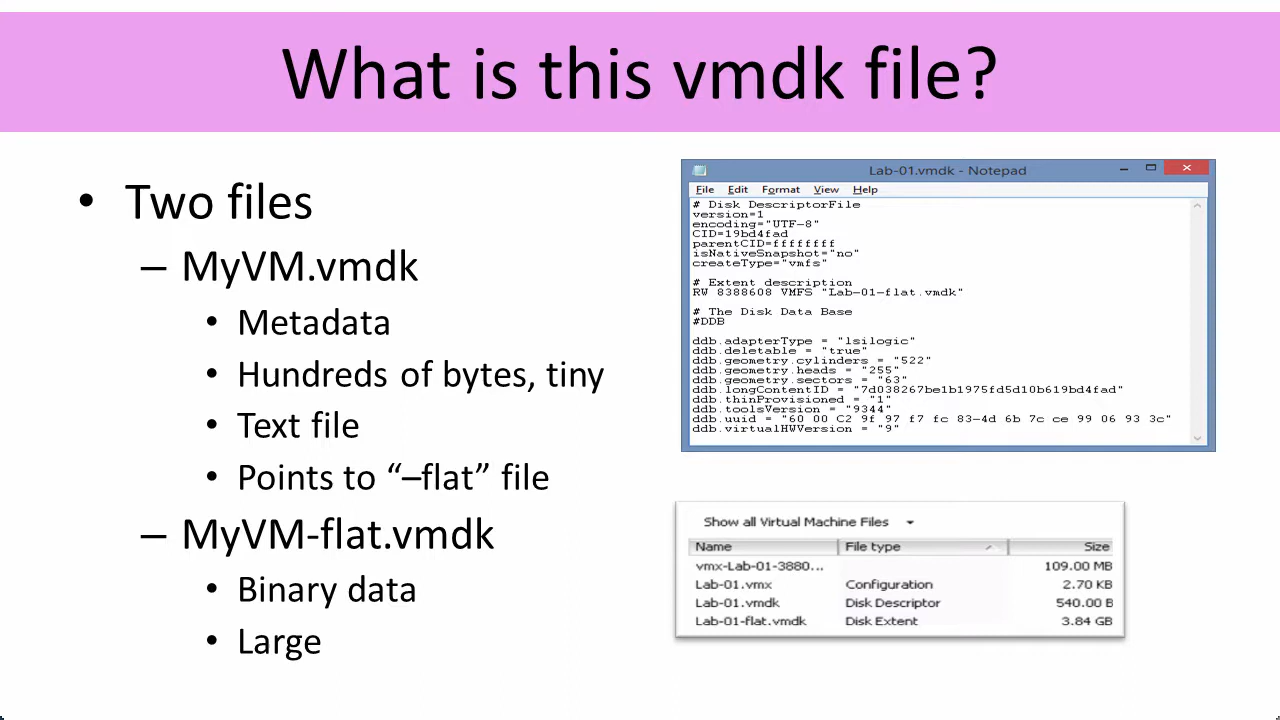 What is this vmdk file?
• Two files
– MyVM.vmdk
• Metadata
• Hundreds of bytes, tiny
• Text file
• Points to “–flat” file
– MyVM-flat.vmdk
• Binary data
• Large
Lab-01.vmdk - Notepad
File Edit Format View Help
# Disk DescriptorFile
version=1
encoding="UTF-8"
CID=19bd4fad
parentCID=ffffffff
isNativeSnapshot="no"
createType="vmfs"
# Extent description
RW 8388608 VMFS "Lab-01-flat.vmdk"
# The Disk Data Base
#DDB
ddb.adapterType = "lsilogic"
ddb.deletable = "true"
ddb.geometry.cylinders = "522"
ddb.geometry.heads = "255"
ddb.geometry.sectors = "63"
ddb.longContentID = "7d038267be1b1975fd5d10b619bd4fad"
ddb.thinProvisioned = "1"
ddb.toolsVersion = "9344"
ddb.uuid = "60 00 C2 9f 97 f7 fc 83-4d 6b 7c ce 99 06 93 3c"
ddb.virtualHWVersion = "9"
Show all Virtual Machine Files
Name File type Size
vmx-Lab-01-3880... 109.00 MB
Lab-01.vmx Configuration 2.70 KB
Lab-01.vmdk Disk Descriptor 540.00 B
Lab-01-flat.vmdk Disk Extent 3.84 GB